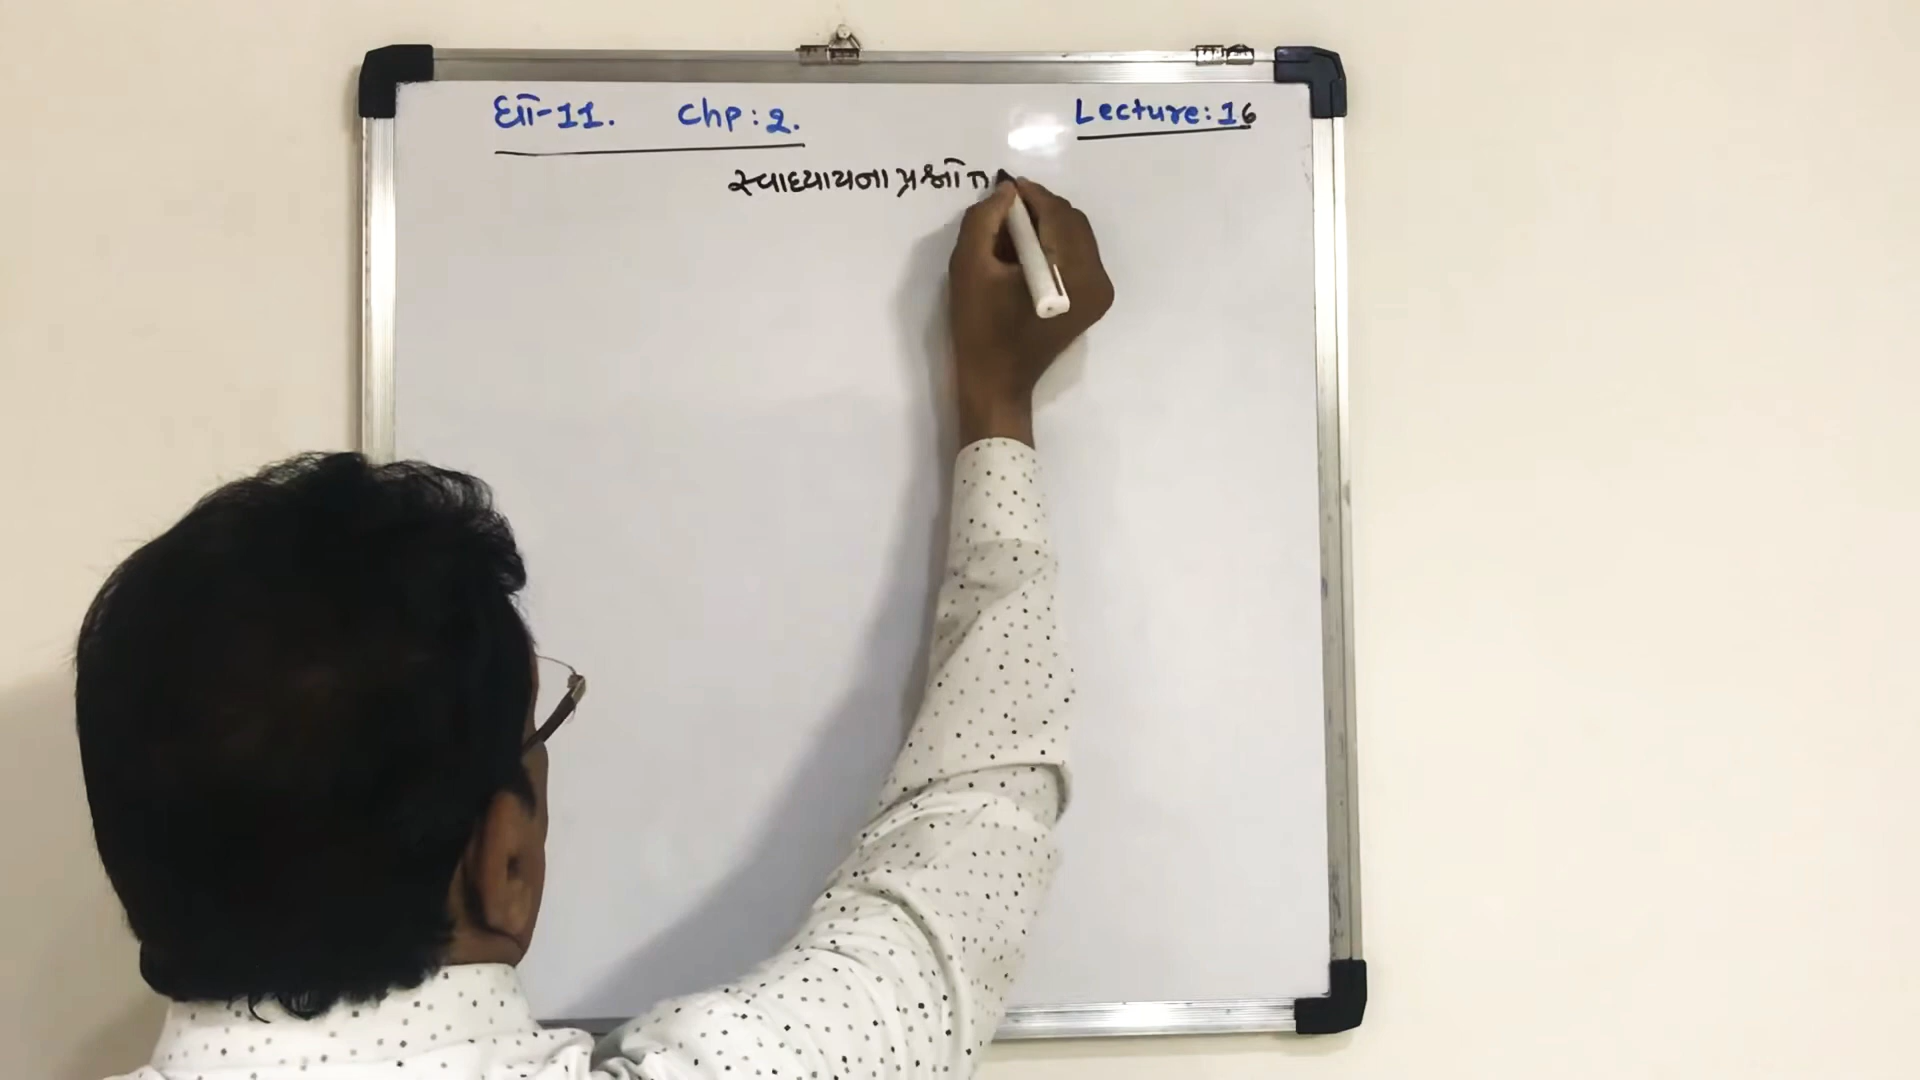 ધો-11. Chp: 2. Lecture: 16
સ્વાધ્યાયના પ્રશ્નો ત